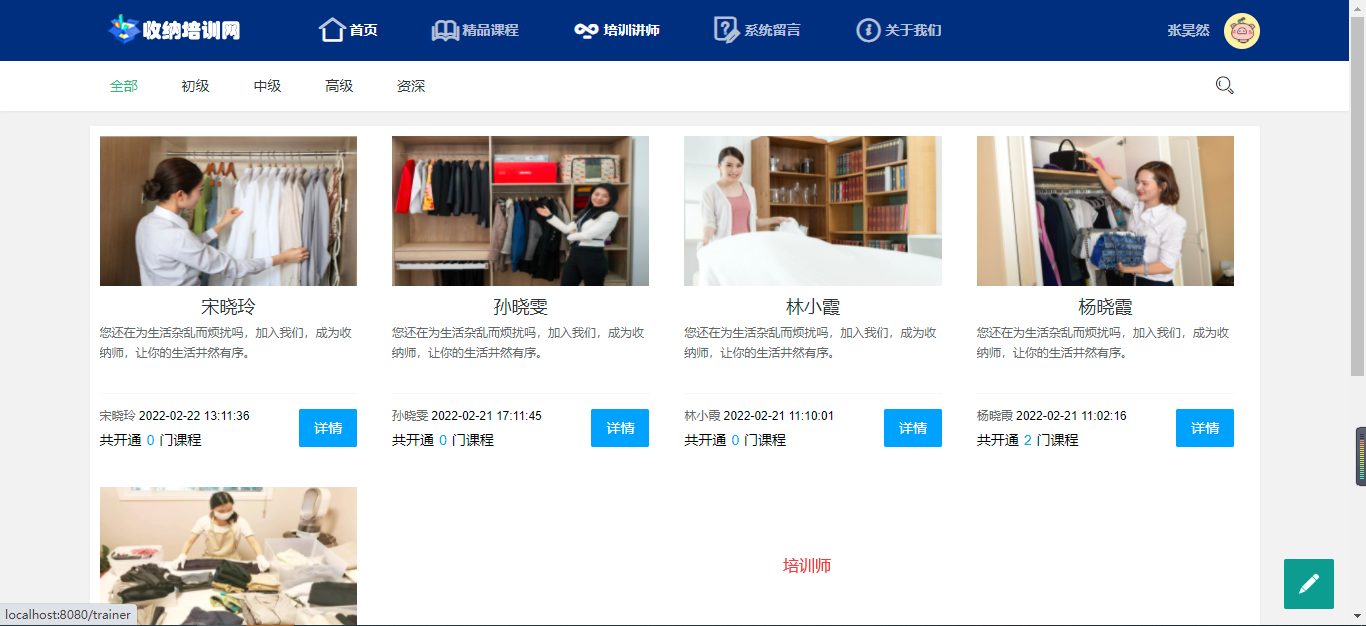 收纳培训网 首页 精品课程 培训讲师 系统留言 关于我们 张昊然
全部 初级 中级 高级 资深
宋晓玲
您还在为生活杂乱而烦扰吗，加入我们，成为收
纳师，让你的生活井然有序。
宋晓玲 2022-02-22 13:11:36
共开通 0 门课程
详情
孙晓雯
您还在为生活杂乱而烦扰吗，加入我们，成为收
纳师，让你的生活井然有序。
孙晓雯 2022-02-21 17:11:45
共开通 0 门课程
详情
林小霞
您还在为生活杂乱而烦扰吗，加入我们，成为收
纳师，让你的生活井然有序。
林小霞 2022-02-21 11:10:01
共开通 0 门课程
详情
杨晓霞
您还在为生活杂乱而烦扰吗，加入我们，成为收
纳师，让你的生活井然有序。
杨晓霞 2022-02-21 11:02:16
共开通 2 门课程
详情
培训师
localhost:8080/trainer